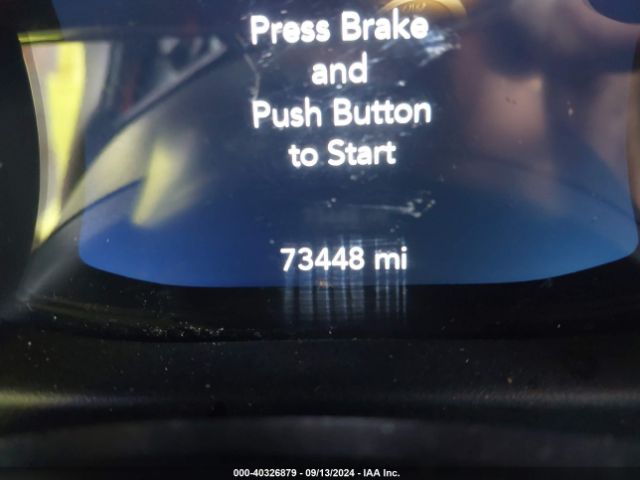 Press Brake
and
Push Button
to Start
73448 mi
000-40326879 - 09/13/2024 - IAA Inc.